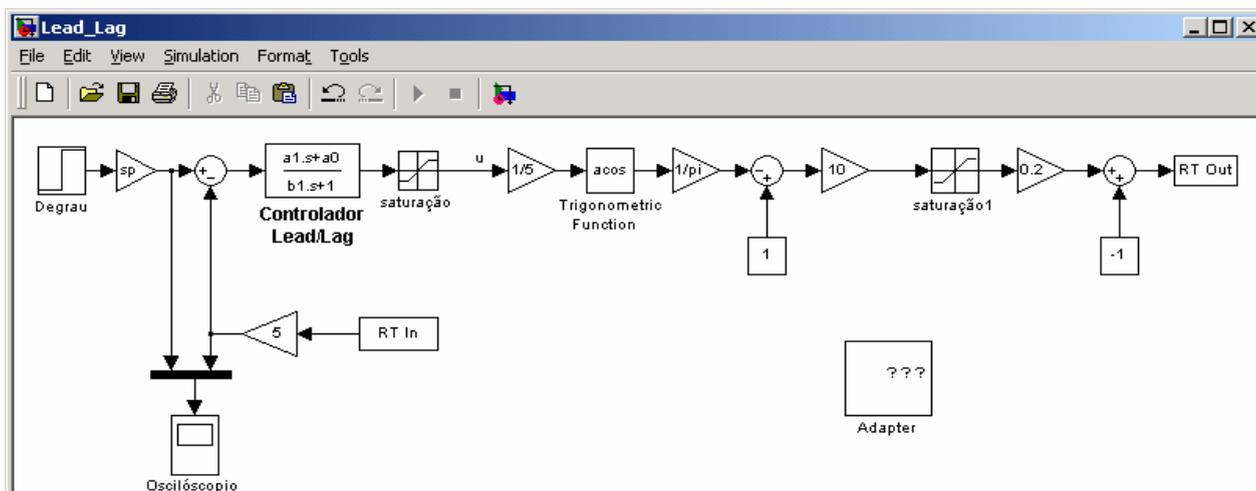 Lead_Lag
File Edit View Simulation Format Tools
Degrau
sp
+
-
a1.s+a0
b1.s+1
Controlador
Lead/Lag
saturação
u
1/5
acos
Trigonometric
Function
1/pi
-
+
1
10
saturação1
0.2
+
+
-1
RT Out
5
RT In
???
Adapter
Oscilóscopio